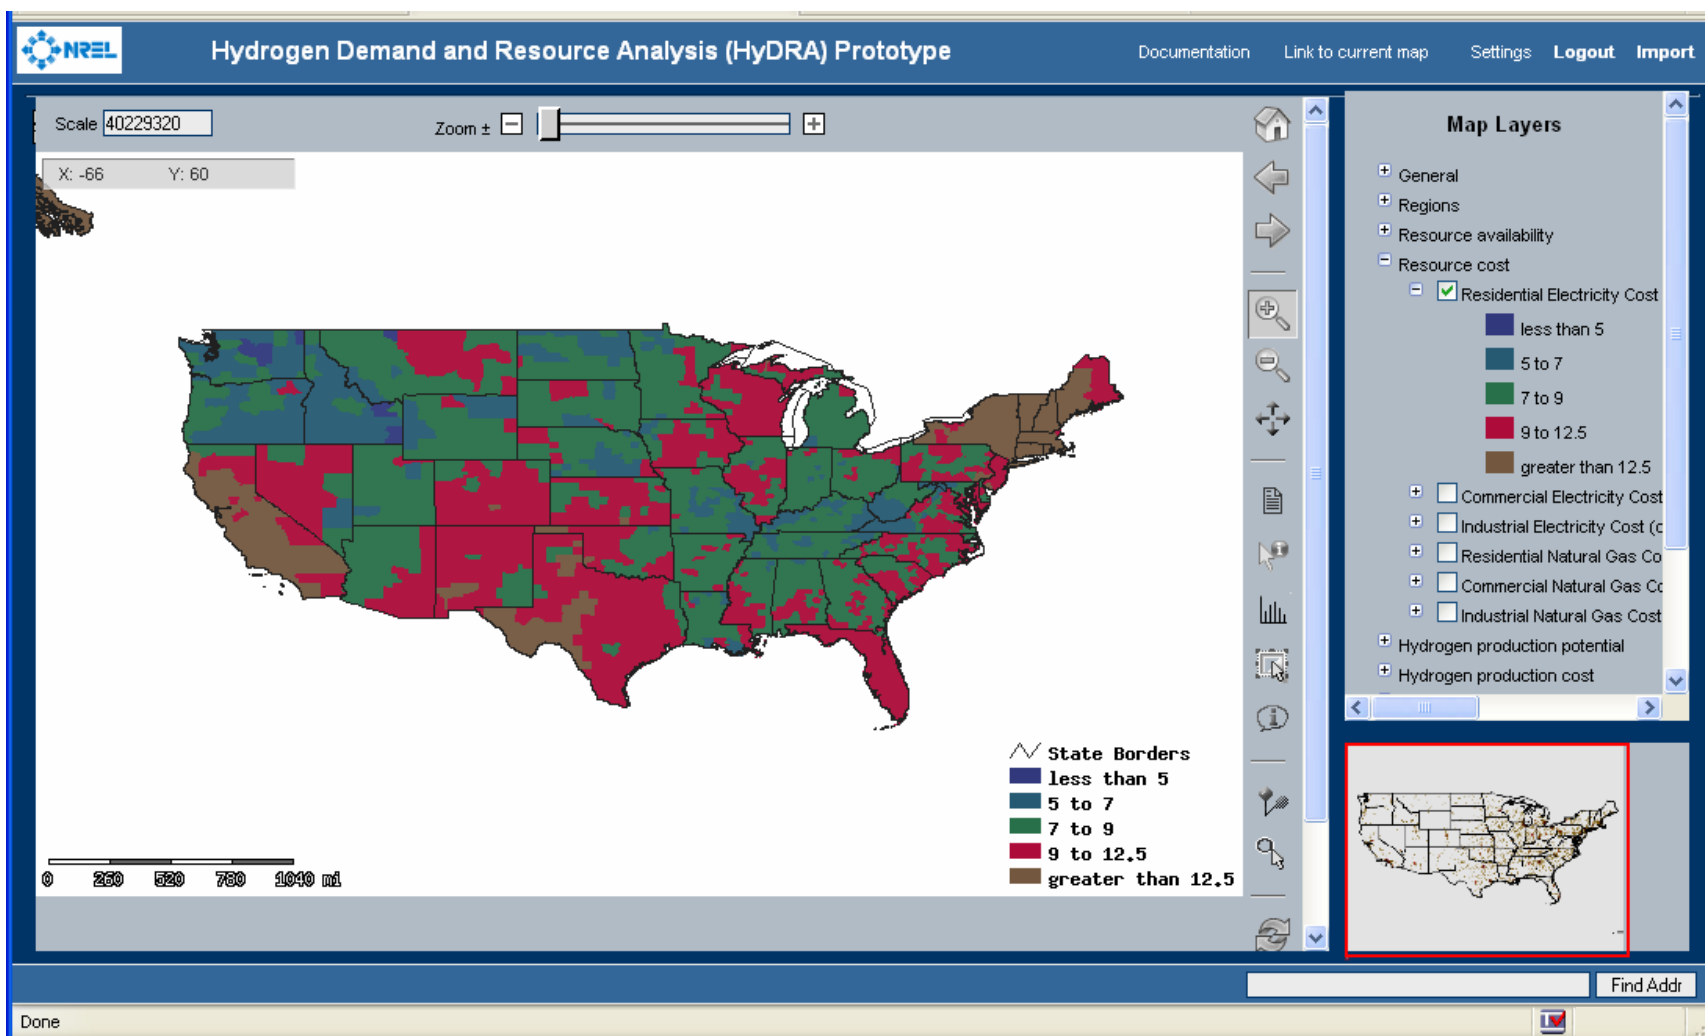 NREL
Hydrogen Demand and Resource Analysis (HyDRA) Prototype
Documentation
Link to current map
Settings
Logout
Import
Scale 40229320
Zoom ±
X: -66 Y: 60
State Borders
less than 5
5 to 7
7 to 9
9 to 12.5
greater than 12.5
0 260 520 780 1040 mi
Map Layers
General
Regions
Resource availability
Resource cost
Residential Electricity Cost
less than 5
5 to 7
7 to 9
9 to 12.5
greater than 12.5
Commercial Electricity Cost
Industrial Electricity Cost (c
Residential Natural Gas Co
Commercial Natural Gas Co
Industrial Natural Gas Cost
Hydrogen production potential
Hydrogen production cost
Find Addr
Done